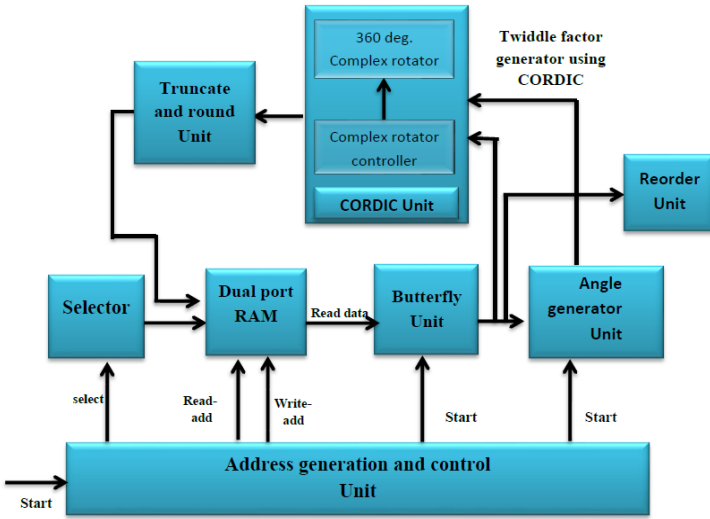 360 deg.
Complex rotator
Twiddle factor
generator using
CORDIC
Truncate
and round
Unit
Complex rotator
controller
CORDIC Unit
Reorder
Unit
Selector
Dual port
RAM
Read data
Butterfly
Unit
Angle
generator
Unit
select
Read-
add
Write-
add
Start
Start
Address generation and control
Unit
Start